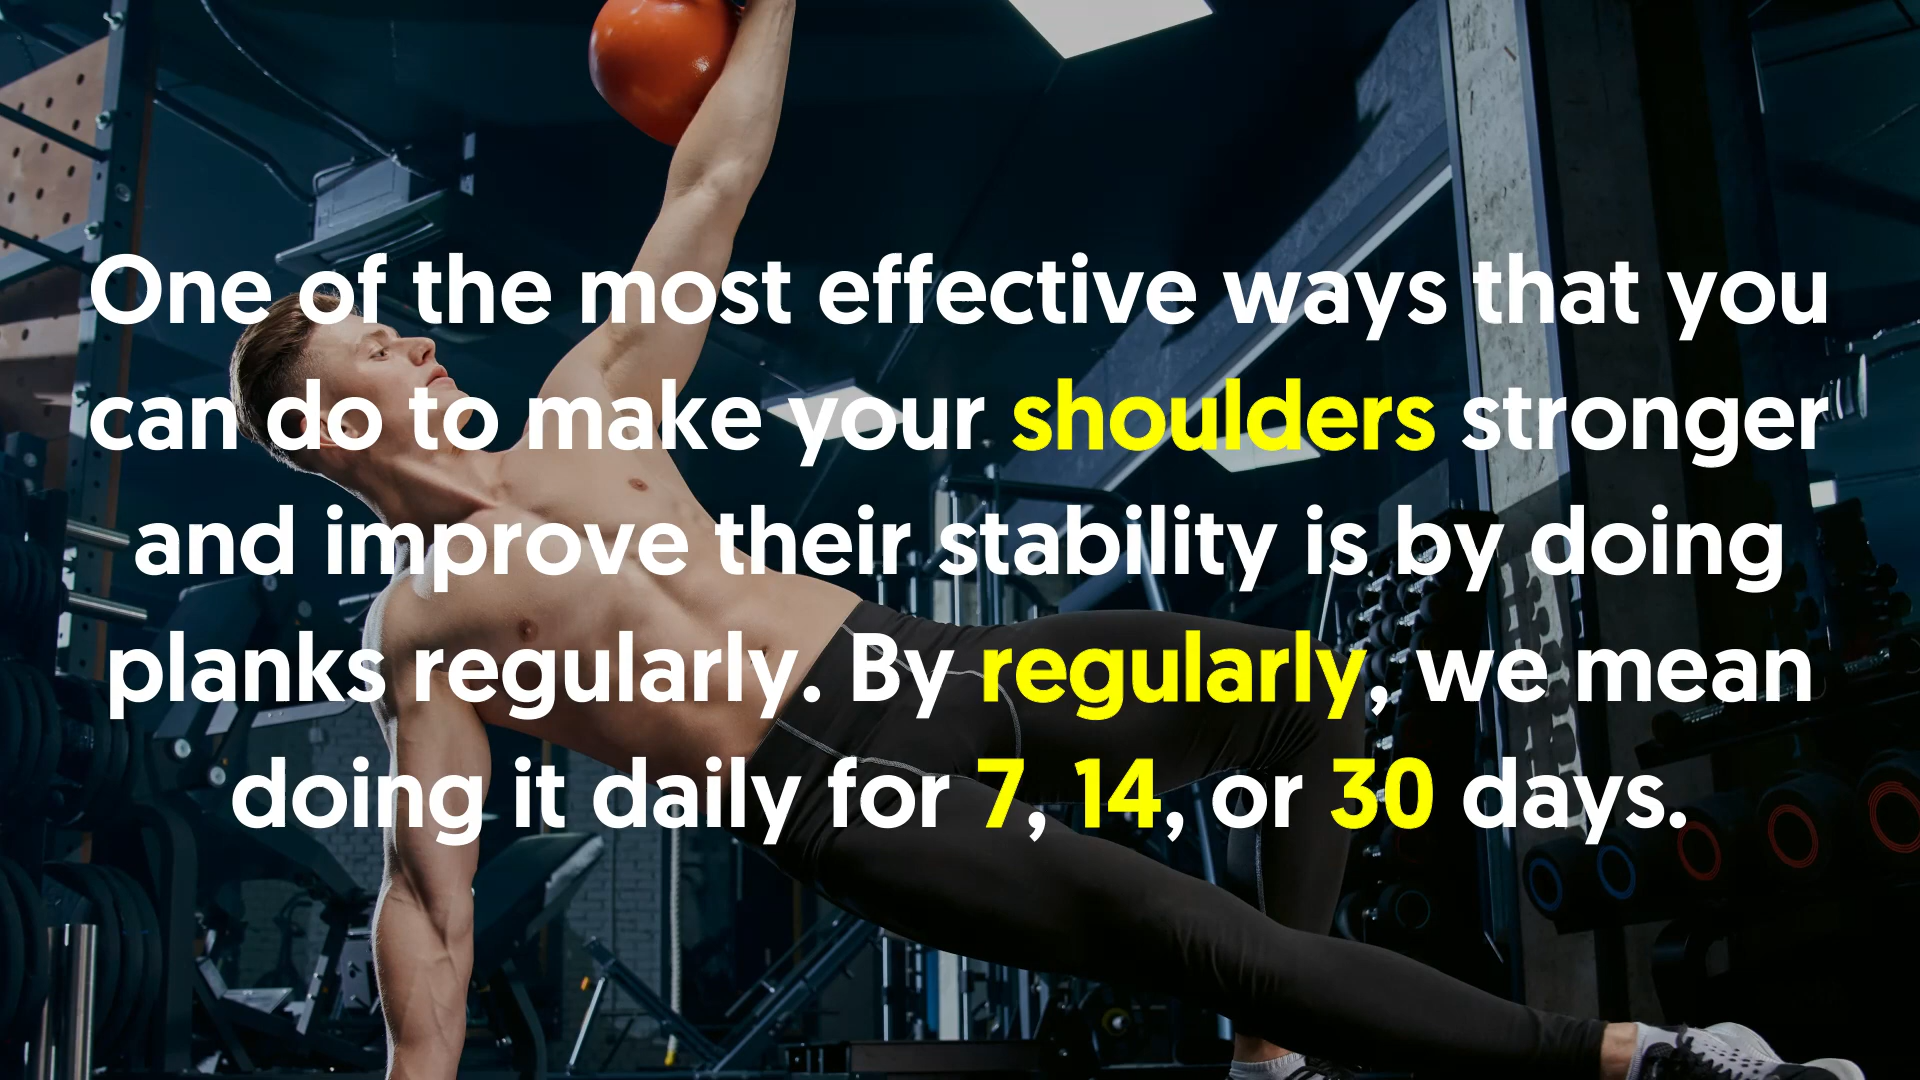 One of the most effective ways that you
can do to make your shoulders stronger
and improve their stability is by doing
planks regularly. By regularly, we mean
doing it daily for 7, 14, or 30 days.